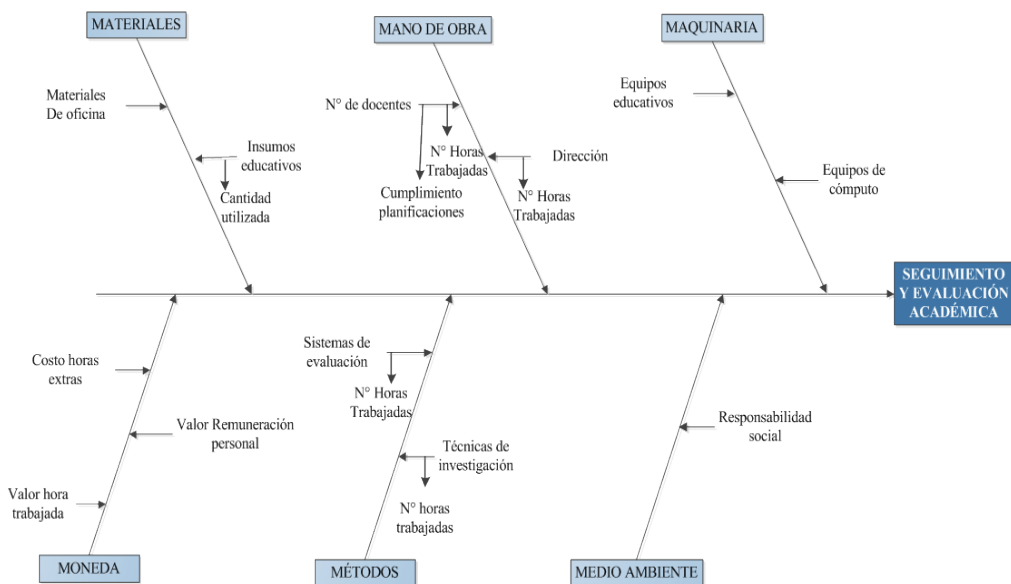 MATERIALES
MANO DE OBRA
MAQUINARIA
Materiales
De oficina
Insumos
educativos
Cantidad
utilizada
N° de docentes
N° Horas
Trabajadas
Cumplimiento
planificaciones
Dirección
N° Horas
Trabajadas
Equipos
educativos
Equipos de
cómputo
SEGUIMIENTO
Y EVALUACIÓN
ACADÉMICA
Costo horas
extras
Valor Remuneración
personal
Valor hora
trabajada
Sistemas de
evaluación
N° Horas
Trabajadas
Técnicas de
investigación
N° horas
trabajadas
Responsabilidad
social
MONEDA
MÉTODOS
MEDIO AMBIENTE